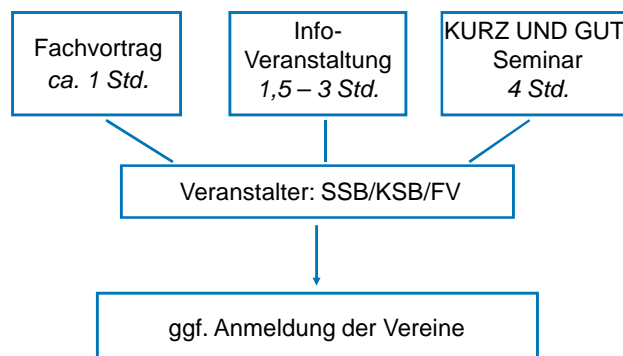 Fachvortrag
ca. 1 Std.
Info-
Veranstaltung
1,5 – 3 Std.
KURZ UND GUT
Seminar
4 Std.
Veranstalter: SSB/KSB/FV
ggf. Anmeldung der Vereine